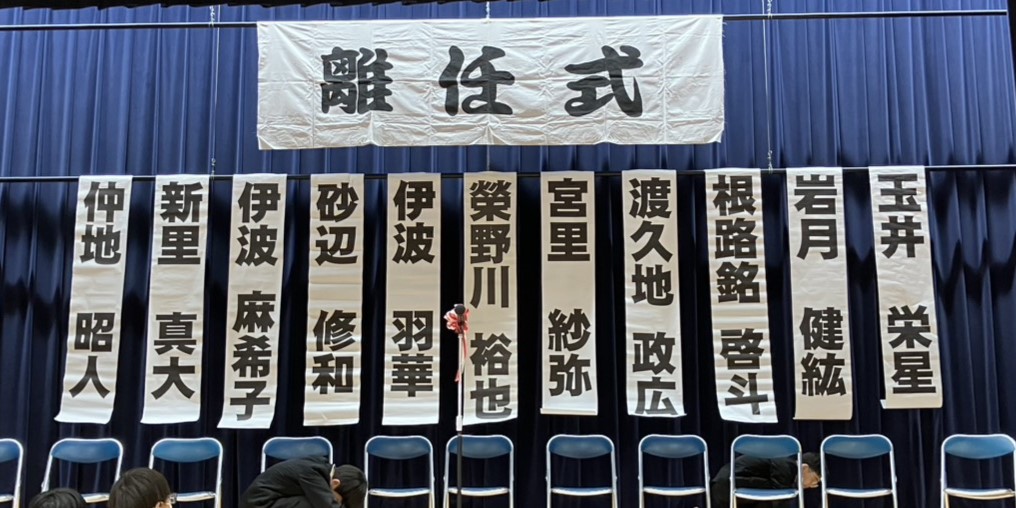 離任式
玉井 栄星
岩月 健紘
根路銘 啓斗
渡久地 政広
宮里 紗弥
榮野川 裕也
伊波 羽華
砂辺 修和
伊波 麻希子
新里 真大
仲地 昭人